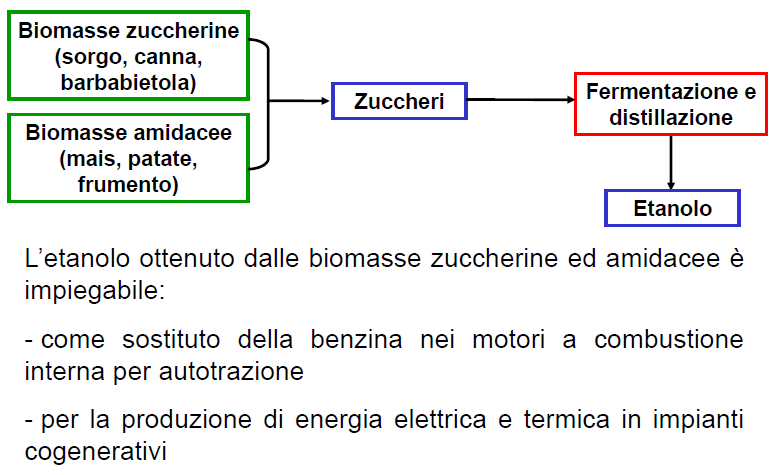 Biomasse zuccherine
(sorgo, canna,
barbabietola)
Biomasse amidacee
(mais, patate,
frumento)
Zuccheri
Fermentazione e
distillazione
Etanolo
L’etanolo ottenuto dalle biomasse zuccherine ed amidacee è
impiegabile:
- come sostituto della benzina nei motori a combustione
interna per autotrazione
- per la produzione di energia elettrica e termica in impianti
cogenerativi